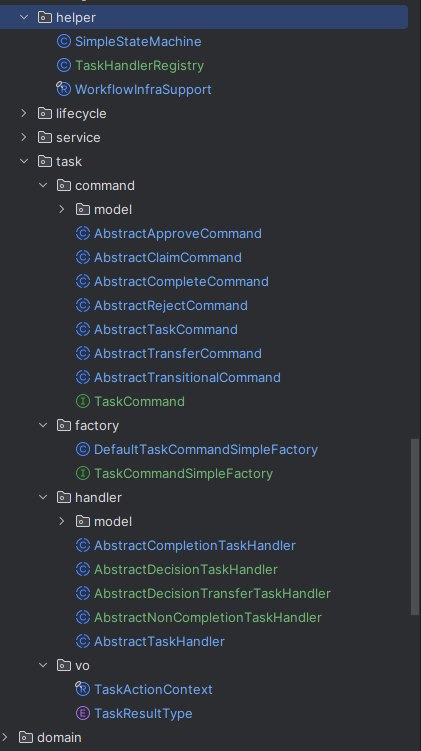 helper
SimpleStateMachine
TaskHandlerRegistry
WorkflowInfraSupport
lifecycle
service
task
command
model
AbstractApproveCommand
AbstractClaimCommand
AbstractCompleteCommand
AbstractRejectCommand
AbstractTaskCommand
AbstractTransferCommand
AbstractTransitionalCommand
TaskCommand
factory
DefaultTaskCommandSimpleFactory
TaskCommandSimpleFactory
handler
model
AbstractCompletionTaskHandler
AbstractDecisionTaskHandler
AbstractDecisionTransferTaskHandler
AbstractNonCompletionTaskHandler
AbstractTaskHandler
vo
TaskActionContext
TaskResultType
domain